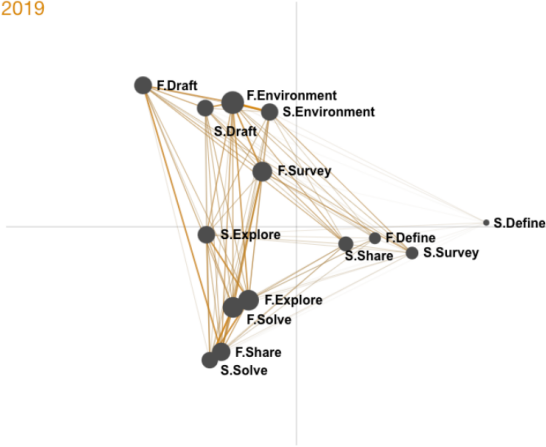 2019
F.Draft
F.Environment
S.Environment
S.Draft
F.Survey
S.Define
S.Explore
F.Define
S.Share
S.Survey
F.Explore
F.Solve
F.Share
S.Solve